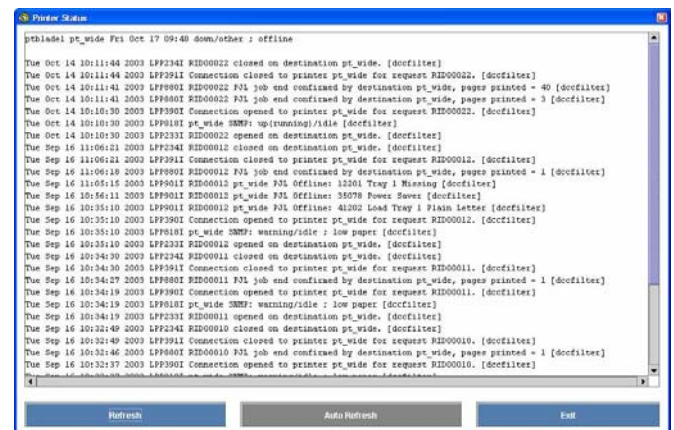 Printer Status
ptblade1 pt_wide Fri Oct 17 09:48 down/other ; offline
Tue Oct 14 10:11:44 2003 LPP234I RID00022 closed on destination pt_wide. [dccfilter]
Tue Oct 14 10:11:44 2003 LPP391I Connection closed to printer pt_wide for request RID00022. [dccfilter]
Tue Oct 14 10:11:41 2003 LPP880I RID00022 PJL job end confirmed by destination pt_wide, pages printed = 40 [dccfilter]
Tue Oct 14 10:11:41 2003 LPP880I RID00022 PJL job end confirmed by destination pt_wide, pages printed = 3 [dccfilter]
Tue Oct 14 10:10:30 2003 LPP390I Connection opened to printer pt_wide for request RID00022. [dccfilter]
Tue Oct 14 10:10:30 2003 LPP818I pt_wide SNMP: up(running)/idle [dccfilter]
Tue Oct 14 10:10:30 2003 LPP233I RID00022 opened on destination pt_wide. [dccfilter]
Tue Sep 16 11:06:21 2003 LPP234I RID00012 closed on destination pt_wide. [dccfilter]
Tue Sep 16 11:06:21 2003 LPP391I Connection closed to printer pt_wide for request RID00012. [dccfilter]
Tue Sep 16 11:06:18 2003 LPP880I RID00012 PJL job end confirmed by destination pt_wide, pages printed = 1 [dccfilter]
Tue Sep 16 11:05:15 2003 LPP901I RID00012 pt_wide PJL Offline: 12201 Tray 1 Missing [dccfilter]
Tue Sep 16 10:56:11 2003 LPP901I RID00012 pt_wide PJL Offline: 35078 Power Saver [dccfilter]
Tue Sep 16 10:35:10 2003 LPP901I RID00012 pt_wide PJL Offline: 41202 Load Tray 1 Plain Letter [dccfilter]
Tue Sep 16 10:35:10 2003 LPP390I Connection opened to printer pt_wide for request RID00012. [dccfilter]
Tue Sep 16 10:35:10 2003 LPP818I pt_wide SNMP: warning/idle ; low paper [dccfilter]
Tue Sep 16 10:35:10 2003 LPP233I RID00012 opened on destination pt_wide. [dccfilter]
Tue Sep 16 10:34:30 2003 LPP234I RID00011 closed on destination pt_wide. [dccfilter]
Tue Sep 16 10:34:30 2003 LPP391I Connection closed to printer pt_wide for request RID00011. [dccfilter]
Tue Sep 16 10:34:27 2003 LPP880I RID00011 PJL job end confirmed by destination pt_wide, pages printed = 1 [dccfilter]
Tue Sep 16 10:34:19 2003 LPP390I Connection opened to printer pt_wide for request RID00011. [dccfilter]
Tue Sep 16 10:34:19 2003 LPP818I pt_wide SNMP: warning/idle ; low paper [dccfilter]
Tue Sep 16 10:34:19 2003 LPP233I RID00011 opened on destination pt_wide. [dccfilter]
Tue Sep 16 10:32:49 2003 LPP234I RID00010 closed on destination pt_wide. [dccfilter]
Tue Sep 16 10:32:49 2003 LPP391I Connection closed to printer pt_wide for request RID00010. [dccfilter]
Tue Sep 16 10:32:46 2003 LPP880I RID00010 PJL job end confirmed by destination pt_wide, pages printed = 1 [dccfilter]
Tue Sep 16 10:32:37 2003 LPP390I Connection opened to printer pt_wide for request RID00010. [dccfilter]
Refresh Auto Refresh Exit